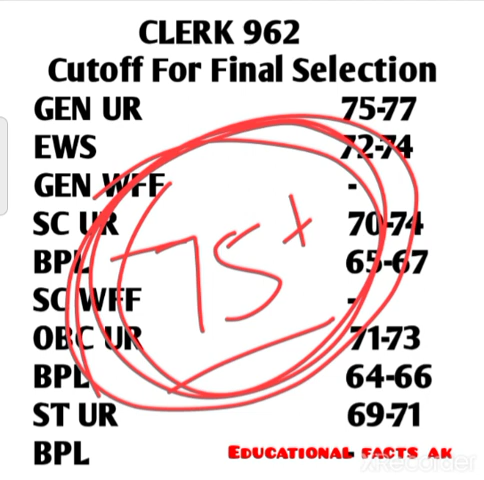 CLERK 962
Cutoff For Final Selection
GEN UR 75-77
EWS 72-74
GEN WFF -
SC UR 70-74
BPL 65-67
SC WFF -
OBC UR 71-73
BPL 64-66
ST UR 69-71
BPL -
75+
EDUCATIONAL FACTS AK
XRecorder